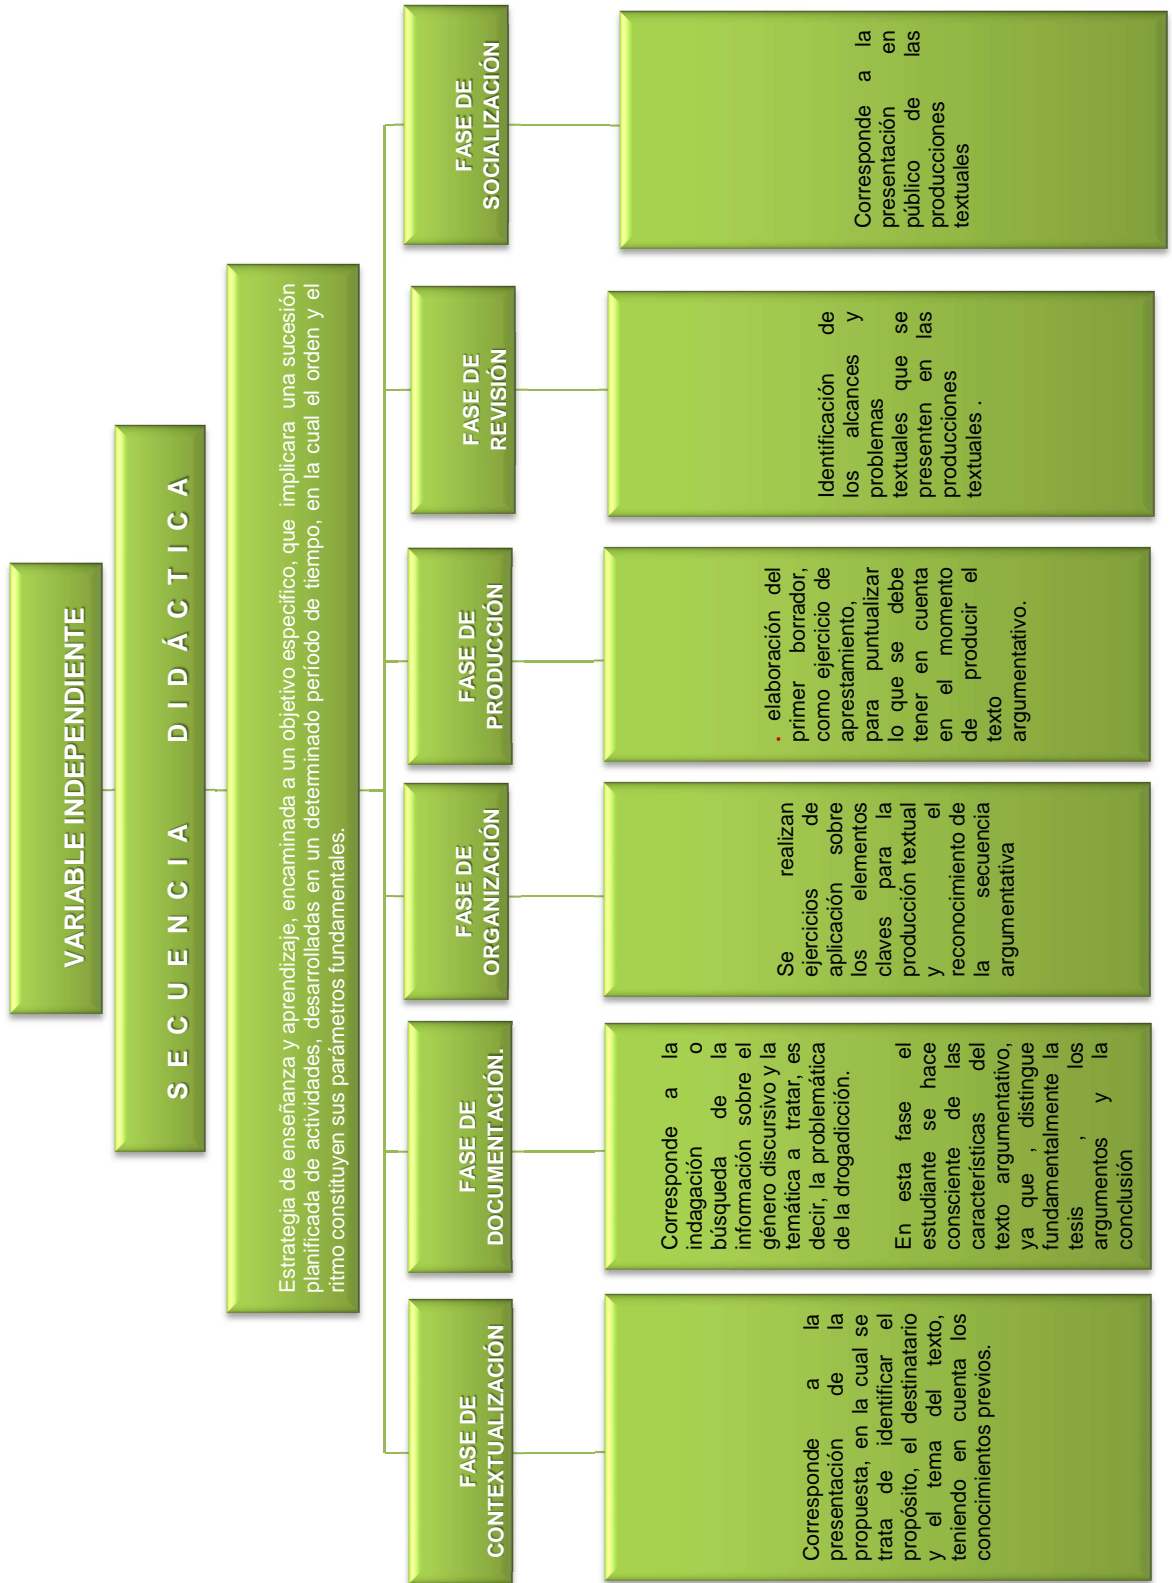 VARIABLE INDEPENDIENTE
SECUENCIA DIDÁCTICA
Estrategia de enseñanza y aprendizaje, encaminada a un objetivo especifico, que implicara una sucesión
planificada de actividades, desarrolladas en un determinado período de tiempo, en la cual el orden y el
ritmo constituyen sus parámetros fundamentales.
FASE DE
CONTEXTUALIZACIÓN
Corresponde a la
presentación de la
propuesta, en la cual se
trata de identificar el
propósito, el destinatario
y el tema del texto,
teniendo en cuenta los
conocimientos previos.
FASE DE
DOCUMENTACIÓN.
Corresponde a la
indagación o
búsqueda de la
información sobre el
género discursivo y la
temática a tratar, es
decir, la problemática
de la drogadicción.
En esta fase el
estudiante se hace
consciente de las
características del
texto argumentativo,
ya que , distingue
fundamentalmente la
tesis , los
argumentos y la
conclusión
FASE DE
ORGANIZACIÓN
Se realizan
ejercicios de
aplicación sobre
los elementos
claves para la
producción textual
y el
reconocimiento de
la secuencia
argumentativa
FASE DE
PRODUCCIÓN
. elaboración del
primer borrador,
como ejercicio de
aprestamiento,
para puntualizar
lo que se debe
tener en cuenta
en el momento
de producir el
texto
argumentativo.
FASE DE
REVISIÓN
Identificación de
los alcances y
problemas
textuales que se
presenten en las
producciones
textuales .
FASE DE
SOCIALIZACIÓN
Corresponde a la
presentación en
público de las
producciones
textuales